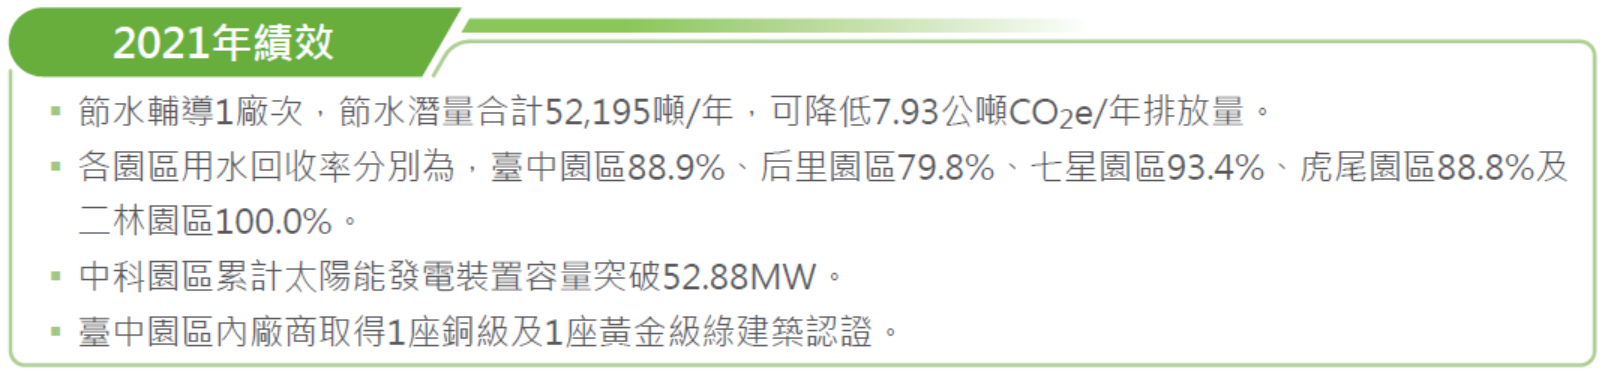 2021年績效
▪ 節水輔導1廠次，節水潛量合計52,195噸/年，可降低7.93公噸CO₂e/年排放量。
▪ 各園區用水回收率分別為，臺中園區88.9%、后里園區79.8%、七星園區93.4%、虎尾園區88.8%及
二林園區100.0%。
▪ 中科園區累計太陽能發電裝置容量突破52.88MW。
▪ 臺中園區內廠商取得1座銅級及1座黃金級綠建築認證。